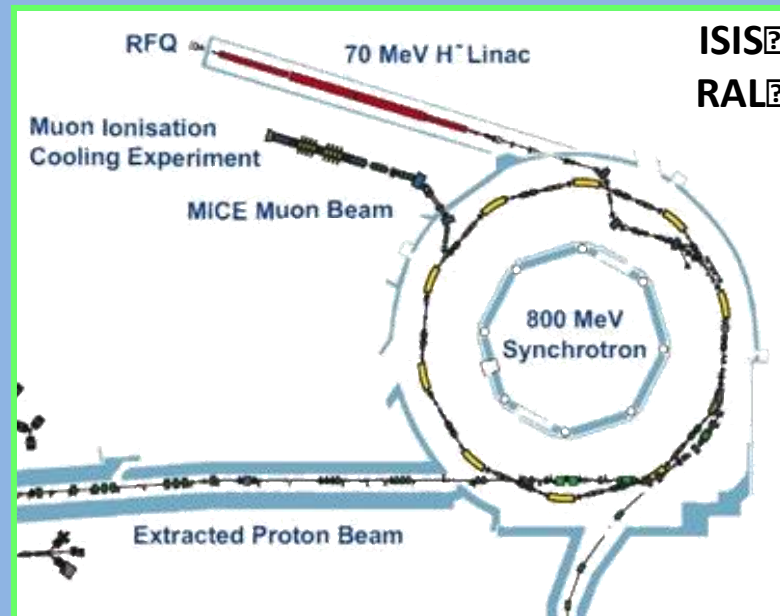 ISIS
RAL
RFQ
70 MeV H⁻ Linac
Muon Ionisation
Cooling Experiment
MICE Muon Beam
800 MeV
Synchrotron
Extracted Proton Beam